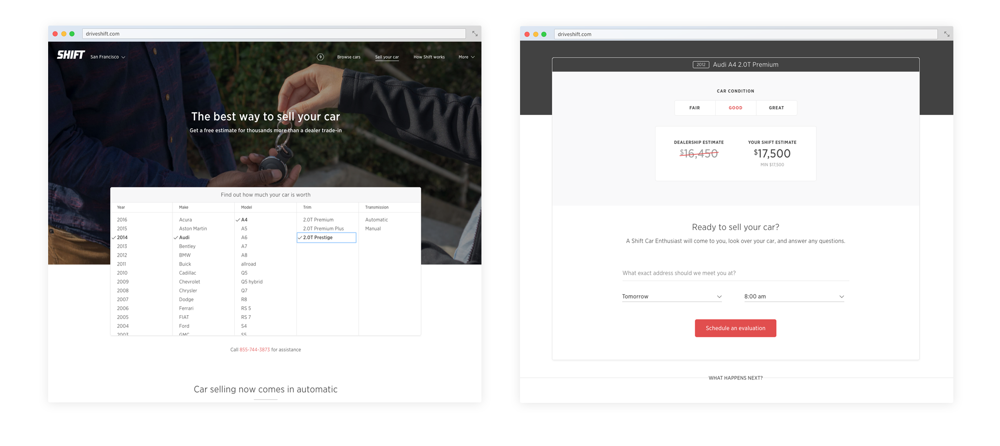 driveshift.com
SHIFT San Francisco
9 Browse cars Sell your car How Shift works More
The best way to sell your car
Get a free estimate for thousands more than a dealer trade-in
Find out how much your car is worth
Year Make Model Trim Transmission
2016 Acura A4 2.0T Premium Automatic
2015 Aston Martin A5 2.0T Premium Plus Manual
2014 Audi A6 2.0T Prestige
2013 Bentley A7
2012 BMW A8
2011 Buick allroad
2010 Cadillac Q5
2009 Chevrolet Q5 hybrid
2008 Chrysler Q7
2007 Dodge R8
2006 Ferrari RS 5
2005 FIAT RS 7
2004 Ford S4
2003 GMC S5
Call 855-744-3873 for assistance
Car selling now comes in automatic
driveshift.com
2012 Audi A4 2.0T Premium
CAR CONDITION
FAIR GOOD GREAT
DEALERSHIP ESTIMATE YOUR SHIFT ESTIMATE
$16,450 $17,500
MIN $17,500
Ready to sell your car?
A Shift Car Enthusiast will come to you, look over your car, and answer any questions.
What exact address should we meet you at?
Tomorrow 8:00 am
Schedule an evaluation
WHAT HAPPENS NEXT?